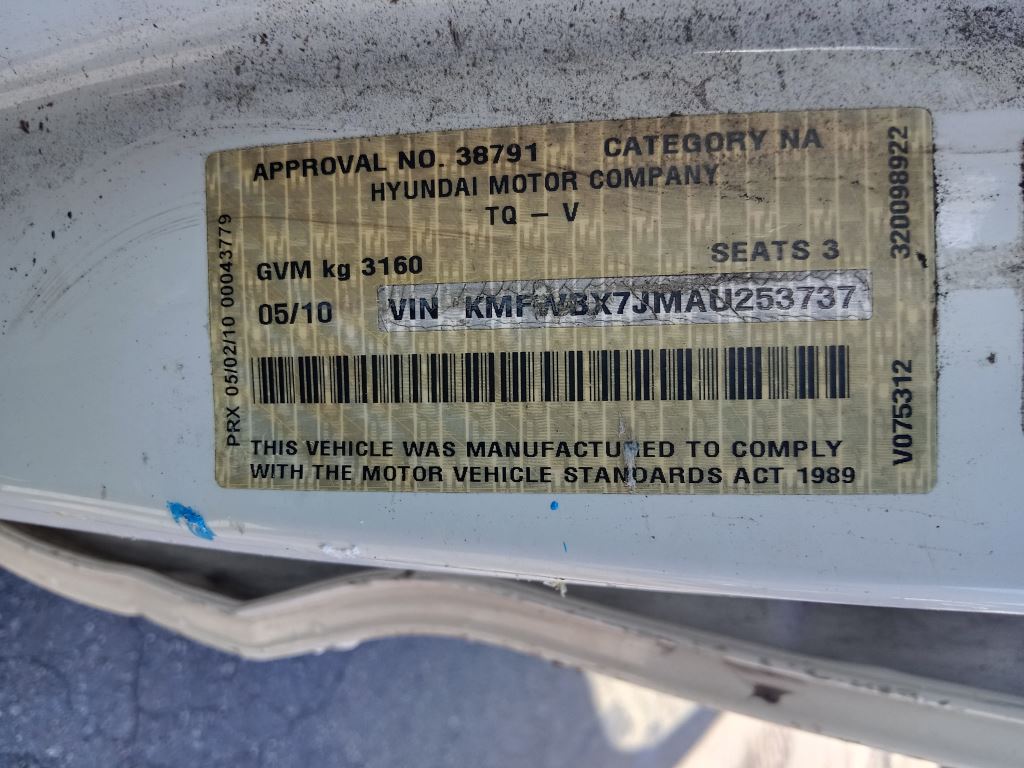 APPROVAL NO. 38791 CATEGORY NA
HYUNDAI MOTOR COMPANY
TQ – V
GVM kg 3160 SEATS 3
05/10 VIN KMFWBX7JMAU253737
THIS VEHICLE WAS MANUFACTURED TO COMPLY
WITH THE MOTOR VEHICLE STANDARDS ACT 1989
PRX 05/02/10 00043779
320098922
V075312